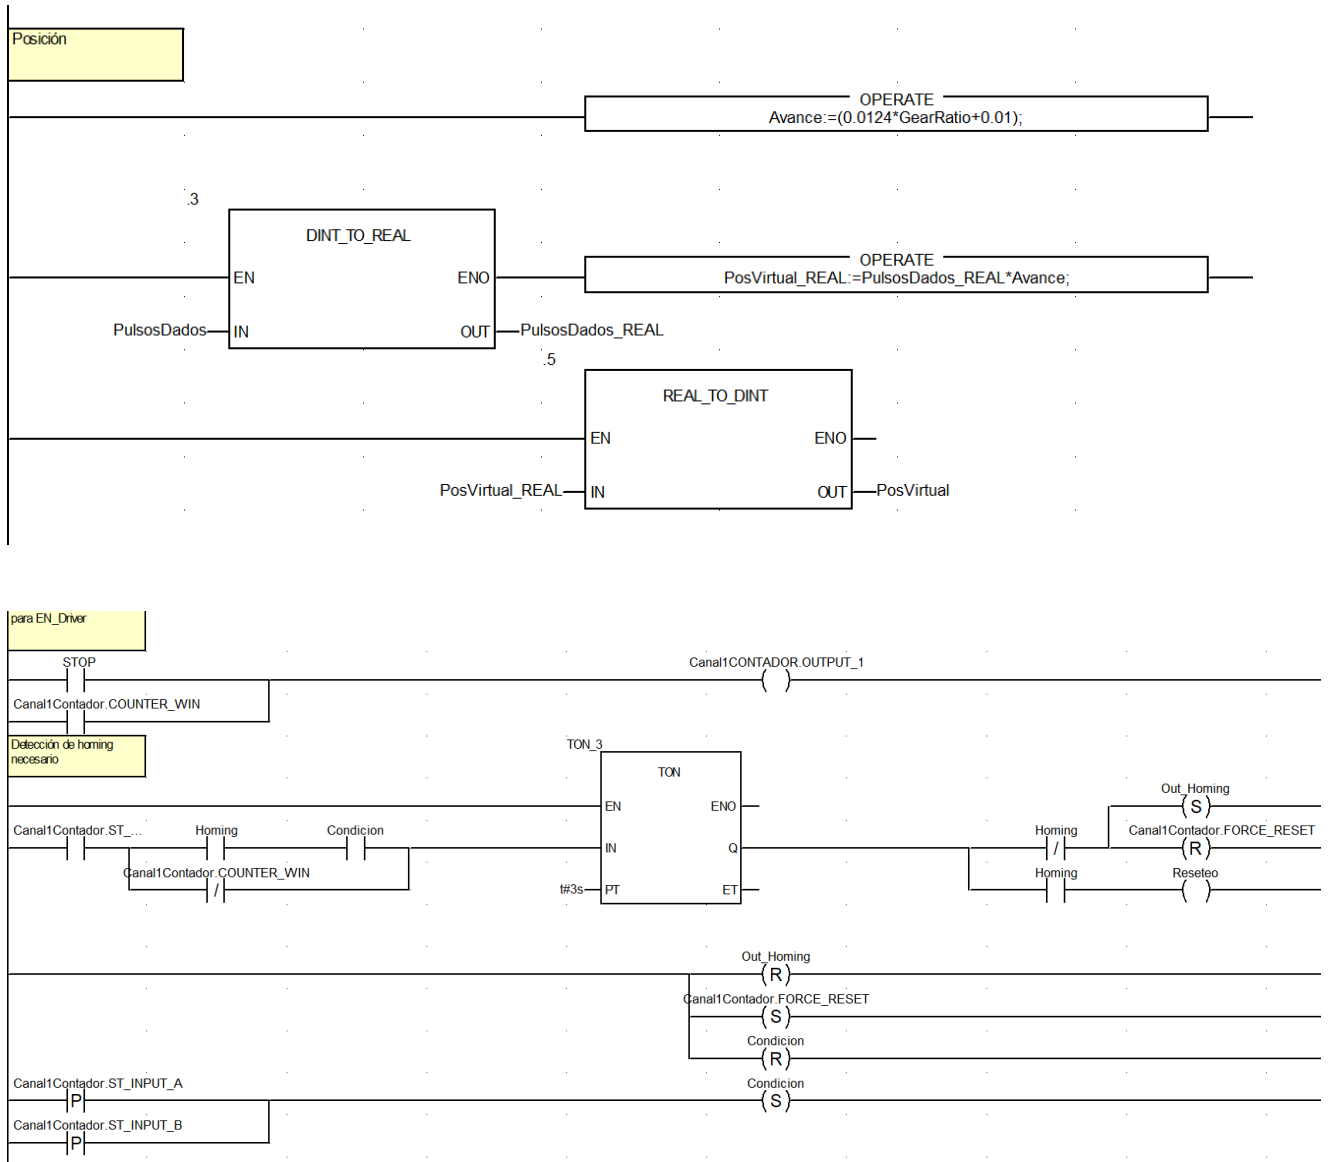 Posición
OPERATE
Avance:=(0.0124*GearRatio+0.01);
.3
DINT_TO_REAL
OPERATE
EN
ENO
PosVirtual_REAL:=PulsosDados_REAL*Avance;
PulsosDados
IN
OUT
PulsosDados_REAL
.5
REAL_TO_DINT
EN
ENO
PosVirtual_REAL
IN
OUT
PosVirtual
para EN_Driver
STOP
Canal1CONTADOR.OUTPUT_1
Canal1Contador.COUNTER_WIN
Detección de homing
necesario
TON_3
TON
EN
ENO
Out_Homing
S
Canal1Contador.ST_...
Homing
Condicion
Homing
Canal1Contador.FORCE_RESET
IN
Q
/
R
Canal1Contador.COUNTER_WIN
Homing
Reseteo
/
t#3s
PT
ET
Out_Homing
R
Canal1Contador.FORCE_RESET
S
Condicion
R
Canal1Contador.ST_INPUT_A
Condicion
P
S
Canal1Contador.ST_INPUT_B
P